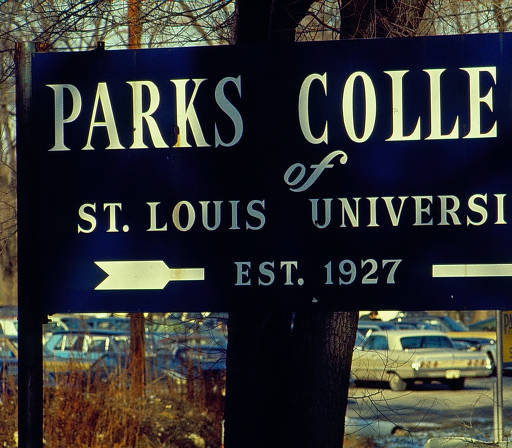 PARKS COLLE
of
ST. LOUIS UNIVERSI
EST. 1927